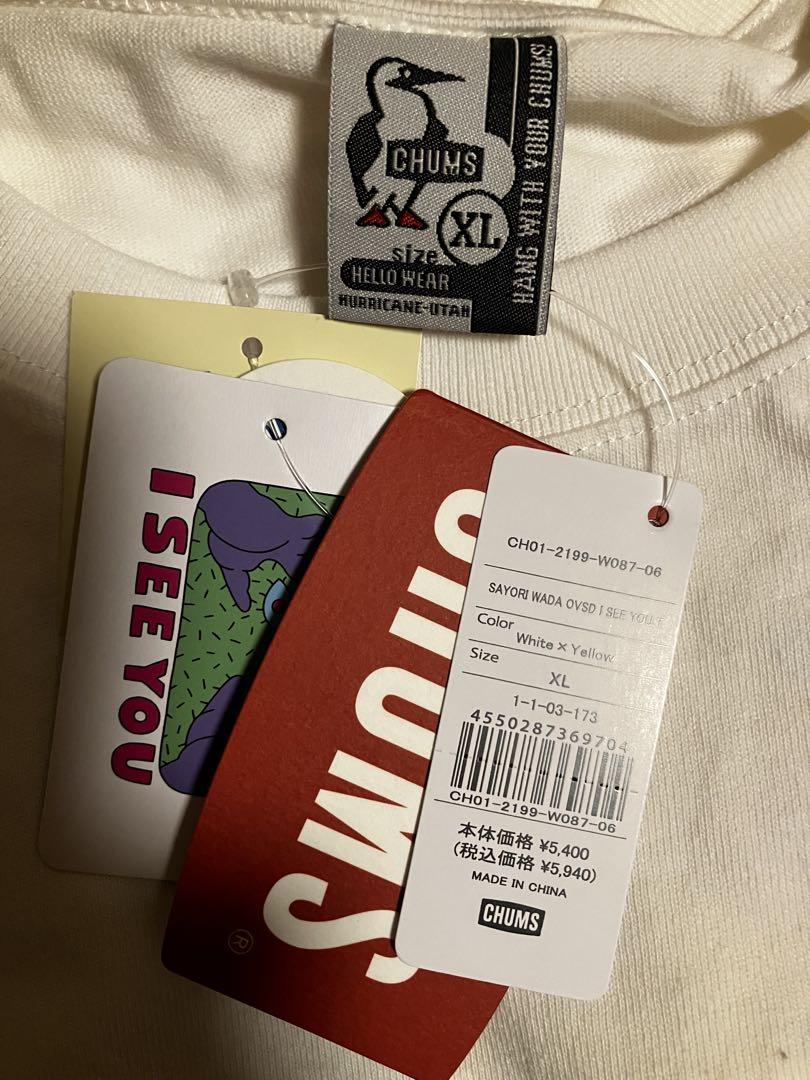 CHUMS
XL
size
HELLO WEAR
HURRICANE-UTAH
HANG WITH YOUR CHUMS!
I SEE YOU
CHUMS
®
CH01-2199-W087-06
SAYORI WADA OVSD I SEE YOU T
Color
White×Yellow
Size
XL
1-1-03-173
4550287369704
CH01-2199-W087-06
本体価格 ¥5,400
(税込価格 ¥5,940)
MADE IN CHINA
CHUMS